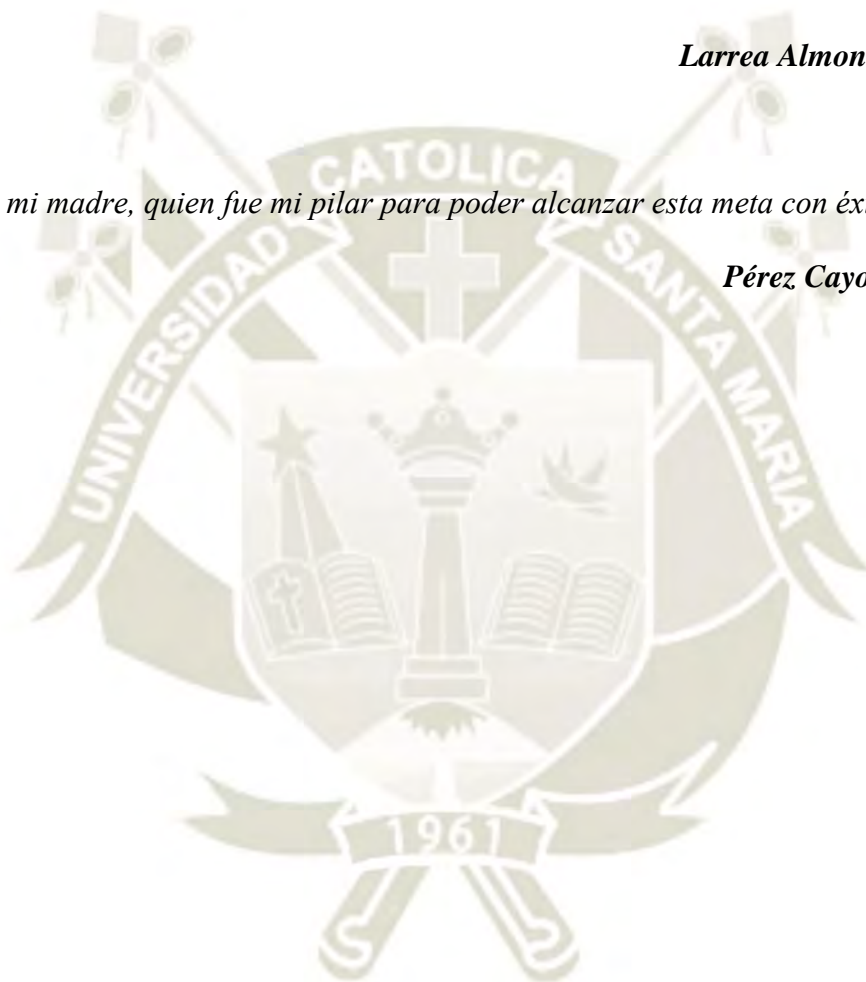 Larrea Almon
CATOLICA
mi madre, quien fue mi pilar para poder alcanzar esta meta con éx
UNIVERSIDAD
SANTA MARIA
Pérez Cayo
1961